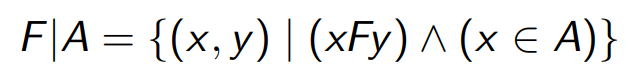 F|A = {(x, y) | (xFy) ∧ (x ∈ A)}